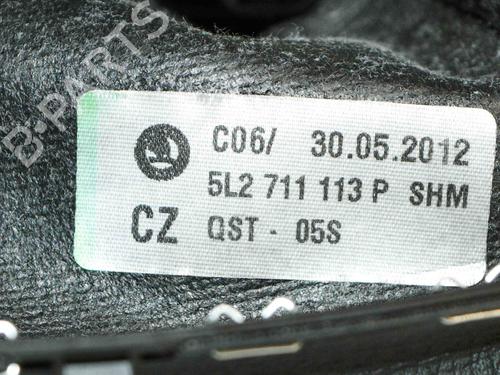 B-PARTS
C06/ 30.05.2012
5L2 711 113 P SHM
CZ QST - 05S